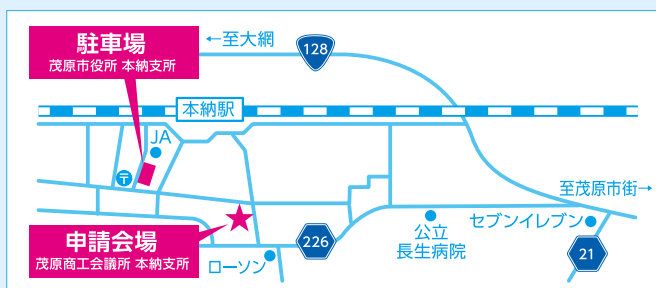 駐車場
茂原市役所 本納支所
←至大網
128
本納駅
JA
〒
至茂原市街→
申請会場
茂原商工会議所 本納支所
226
ローソン
公立
長生病院
セブンイレブン
21